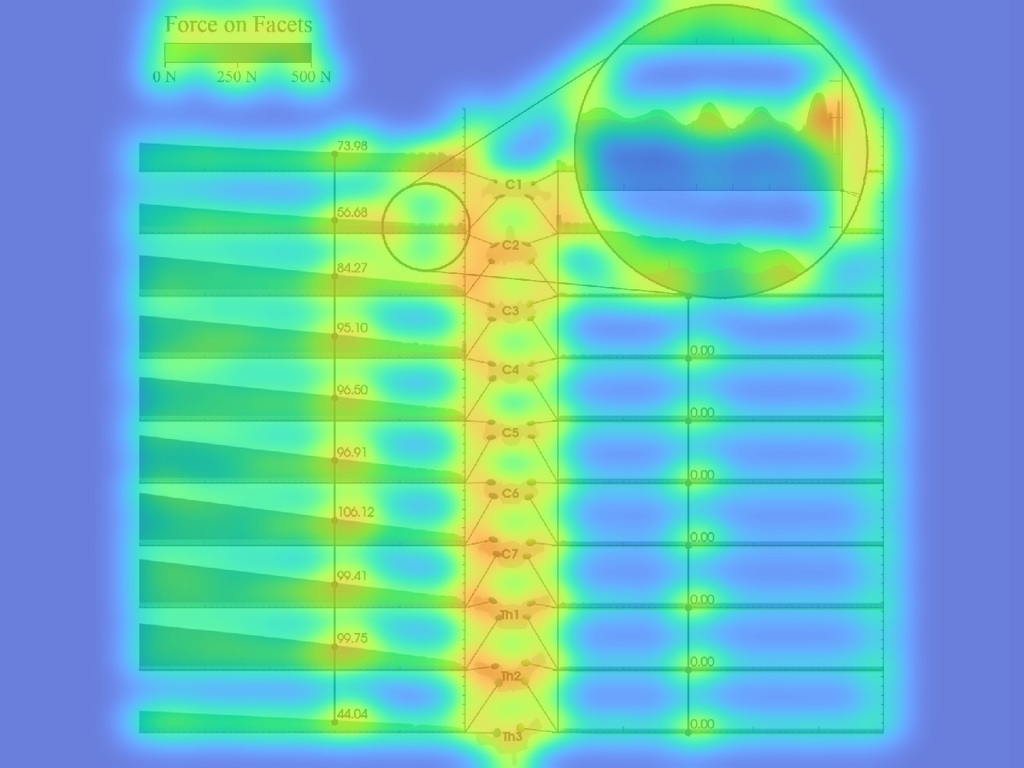 Force on Facets
0 N 250 N 500 N
73.98
C1
56.68
C2
84.27
C3
95.10
0.00
C4
96.50
0.00
C5
96.91
0.00
C6
106.12
0.00
C7
99.41
0.00
Th1
99.75
0.00
Th2
44.04
0.00
Th3